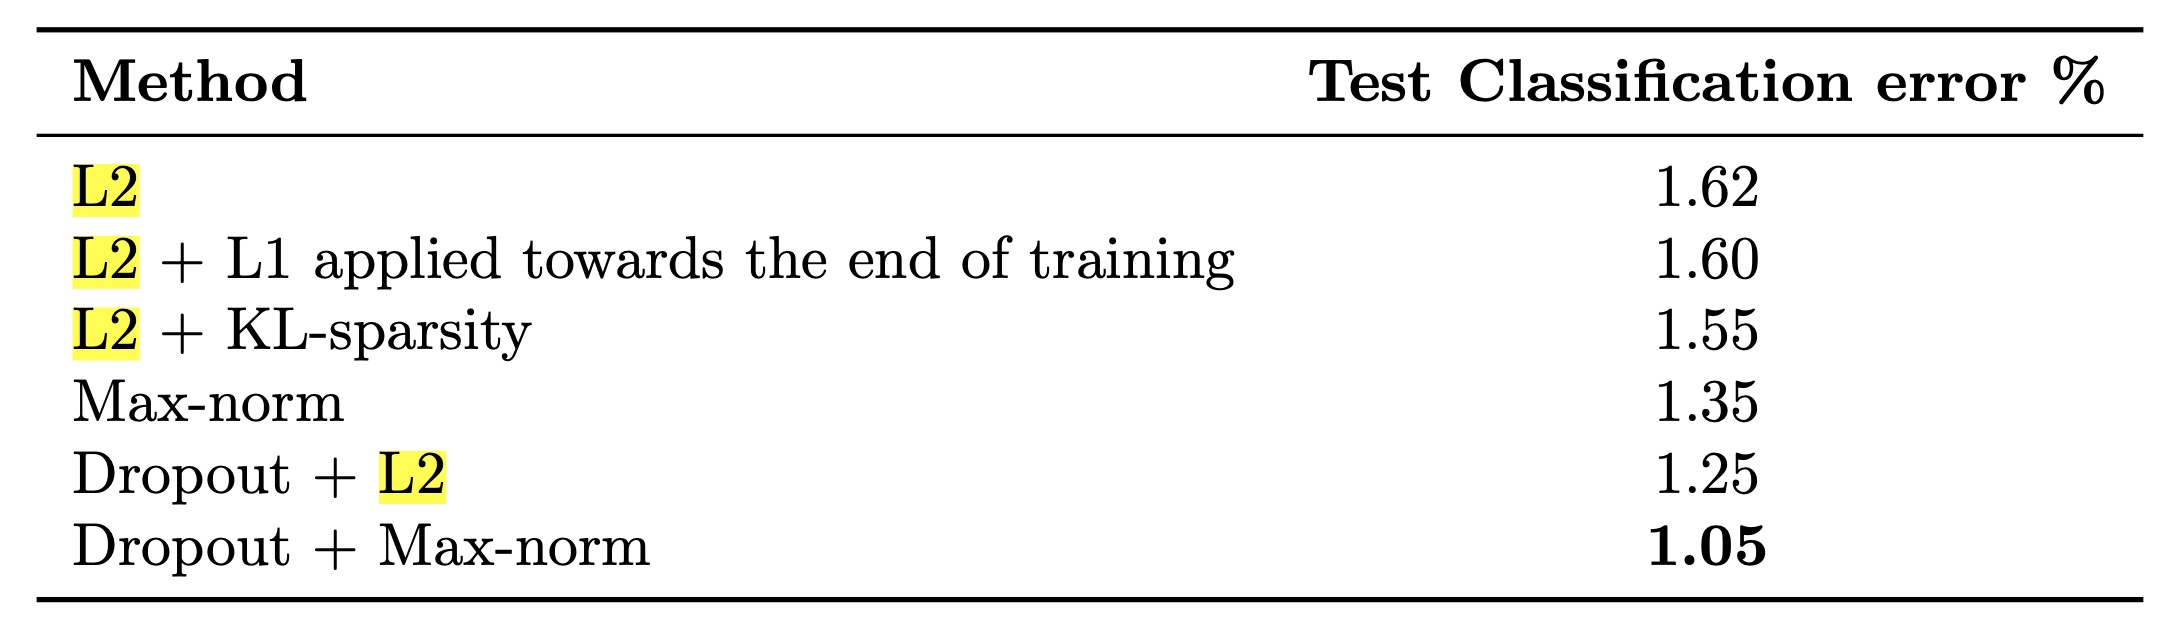 Method Test Classification error %
L2 1.62
L2 + L1 applied towards the end of training 1.60
L2 + KL-sparsity 1.55
Max-norm 1.35
Dropout + L2 1.25
Dropout + Max-norm 1.05